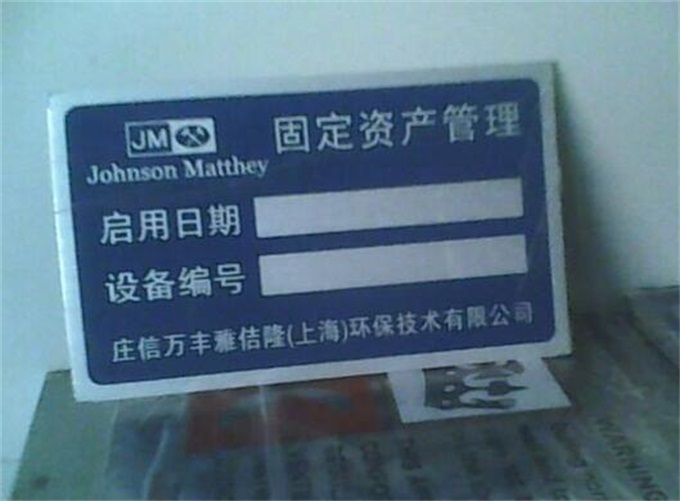 JM
固定资产管理
Johnson Matthey
启用日期
设备编号
庄信万丰雅佶隆(上海)环保技术有限公司
WARNING